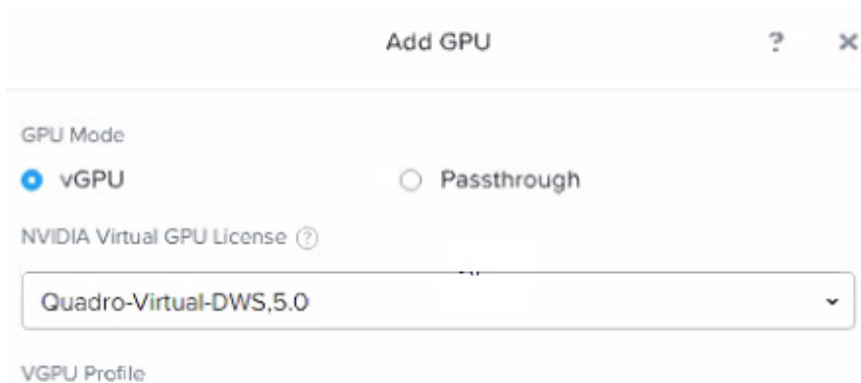 Add GPU ? ×
GPU Mode
vGPU Passthrough
NVIDIA Virtual GPU License ?
Quadro-Virtual-DWS,5.0
VGPU Profile